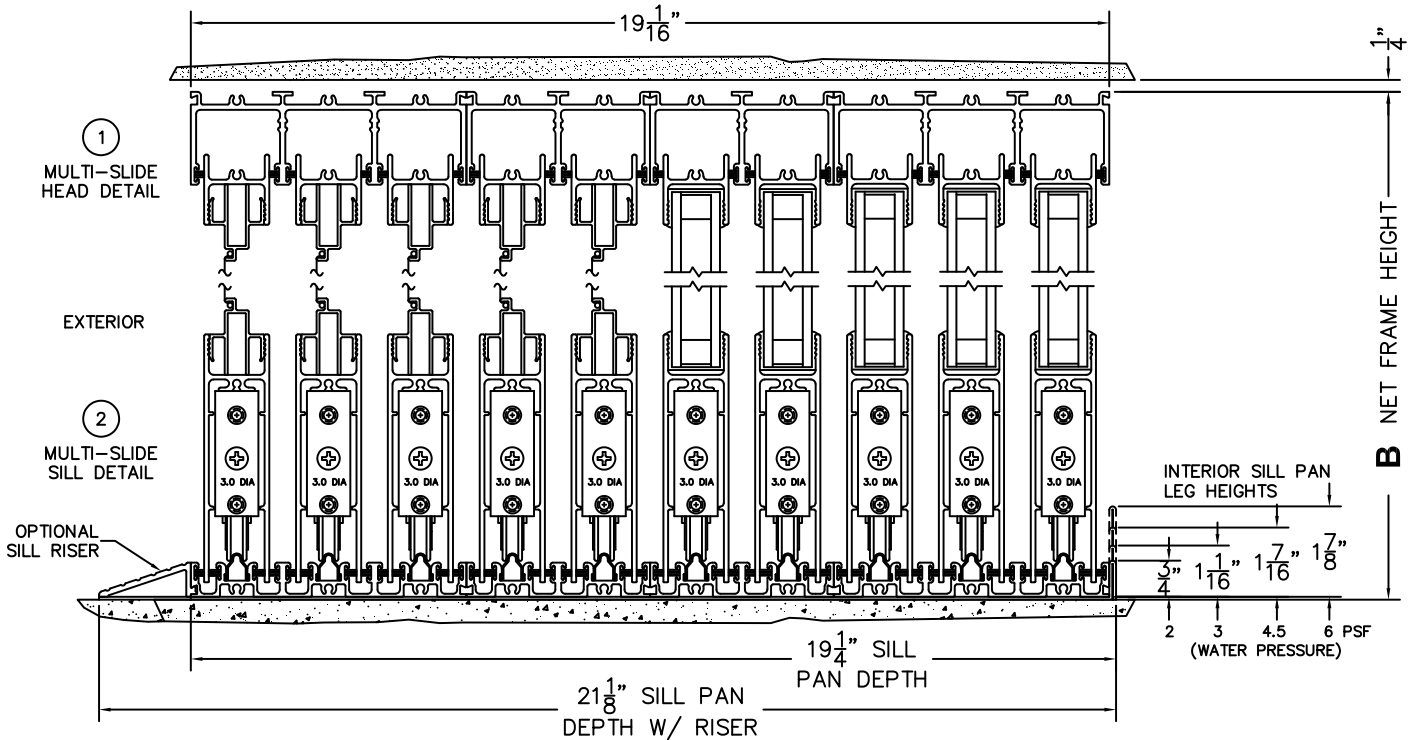 19 1/16"
1/4
1
MULTI-SLIDE
HEAD DETAIL
B NET FRAME HEIGHT
EXTERIOR
2
MULTI-SLIDE
SILL DETAIL
3.0 DIA 3.0 DIA 3.0 DIA 3.0 DIA 3.0 DIA 3.0 DIA 3.0 DIA 3.0 DIA 3.0 DIA 3.0 DIA
INTERIOR SILL PAN
LEG HEIGHTS
OPTIONAL
SILL RISER
3/4" 1 1/16" 1 7/16" 1 7/8"
2 3 4.5 6 PSF
(WATER PRESSURE)
19 1/4" SILL
PAN DEPTH
21 1/8" SILL PAN
DEPTH W/ RISER